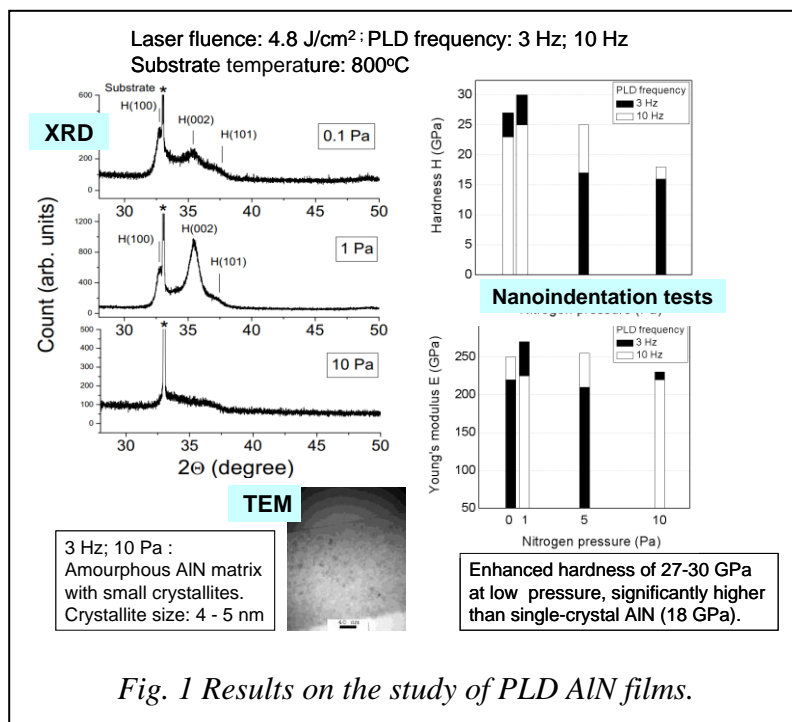 Laser fluence: 4.8 J/cm² ; PLD frequency: 3 Hz; 10 Hz
Substrate temperature: 800°C
XRD
Substrate
*
H(100)
H(002)
H(101)
0.1 Pa
600
400
200
0
30
35
40
45
50
H(100)
*
H(002)
H(101)
1 Pa
1200
800
400
0
30
35
40
45
50
*
10 Pa
500
400
300
200
100
0
30
35
40
45
50
Count (arb. units)
2Θ (degree)
PLD frequency
3 Hz
10 Hz
Hardness H (GPa)
30
25
20
15
10
5
0
Nanoindentation tests
Nitrogen pressure (Pa)
PLD frequency
3 Hz
10 Hz
Young's modulus E (GPa)
250
200
150
100
50
0
1
5
10
Nitrogen pressure (Pa)
TEM
3 Hz; 10 Pa :
Amourphous AlN matrix
with small crystallites.
Crystallite size: 4 - 5 nm
Enhanced hardness of 27-30 GPa
at low pressure, significantly higher
than single-crystal AlN (18 GPa).
Fig. 1 Results on the study of PLD AlN films.